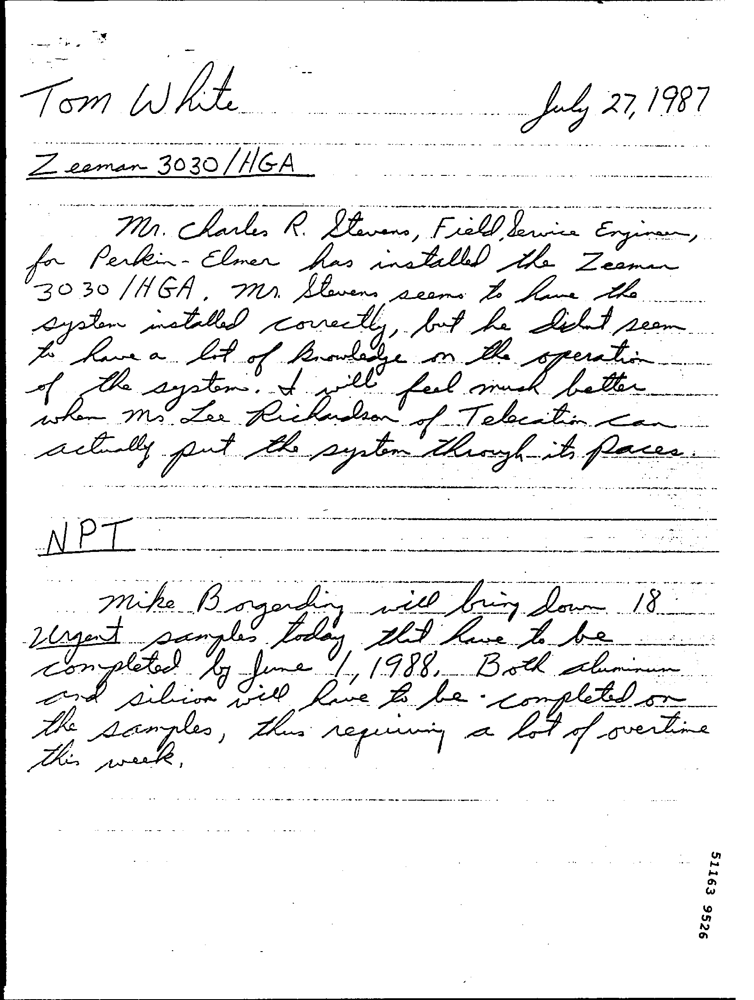 Tom White July 27, 1987
Zeeman 3030/HGA
Mr. Charles R. Stevens, Field Service Engineer,
for Perkin-Elmer has installed the Zeeman
3030/HGA. Mr. Stevens seems to have the
system installed correctly, but he didn't seem
to have a lot of knowledge on the operation
of the system. I will feel much better
when Ms Lee Richardson of Telecation can
actually put the system through its paces.
NPT
Mike Borgerding will bring down 18
urgent samples today that have to be
completed by June 1, 1988. Both aluminum
and silicon will have to be completed on
the samples, thus requiring a lot of overtime
this week.
51163 9526